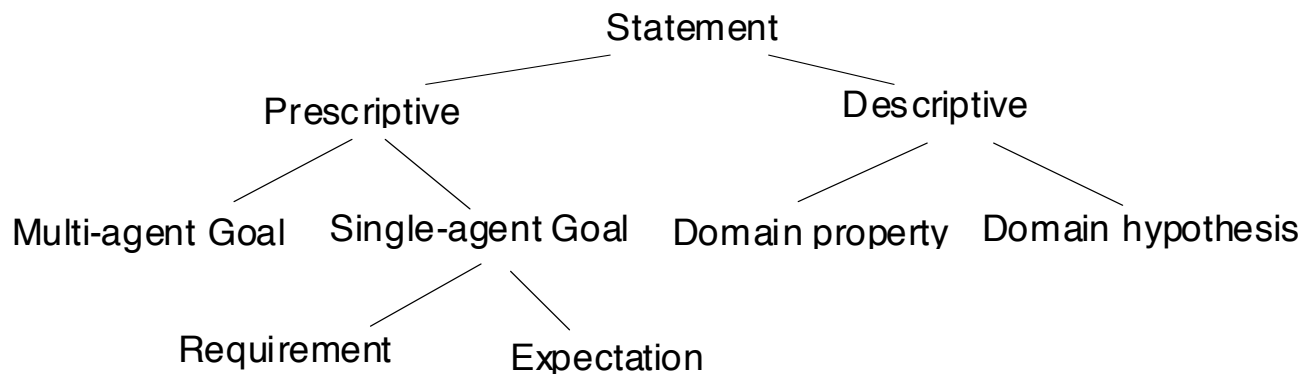 Statement
Prescriptive Descriptive
Multi-agent Goal Single-agent Goal Domain property Domain hypothesis
Requirement Expectation